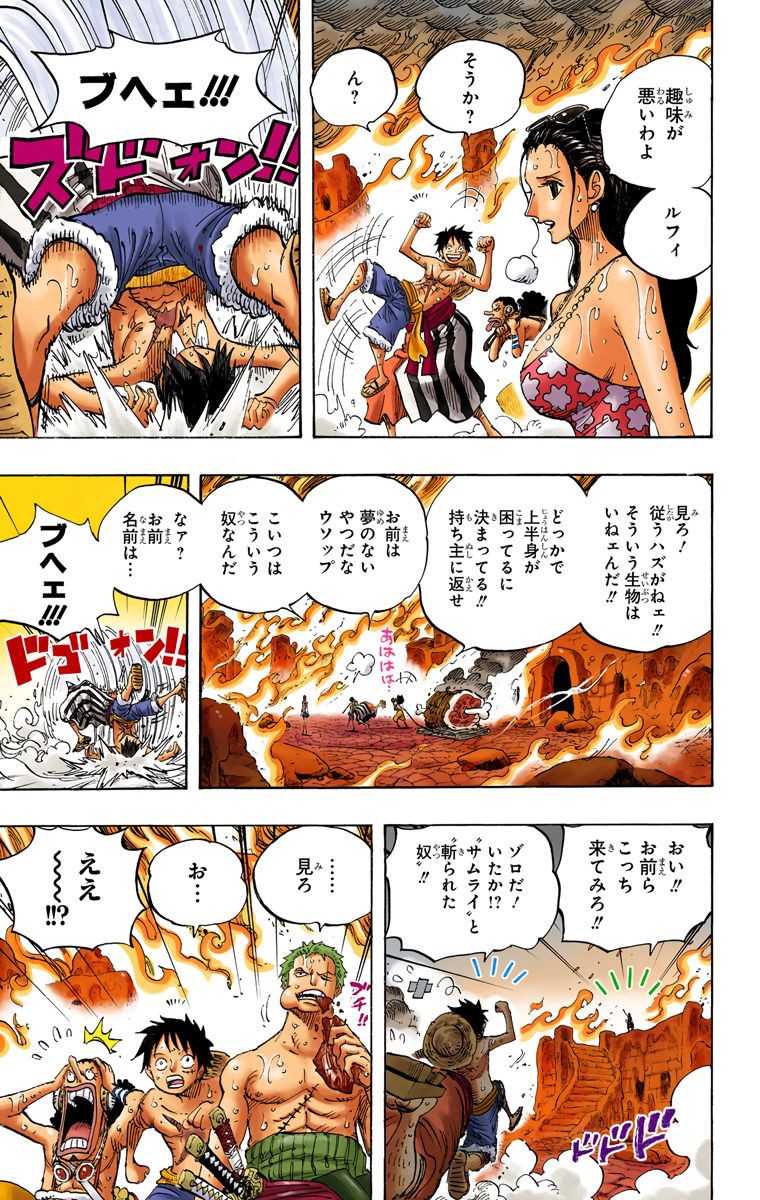 趣味が
悪いわよ
ルフィ
そうか?
ん?
ブヘェ!!!
ズドォン!!
見ろ!
従うハズがねェ!!
そういう生物は
いねェんだ!!
どっかで
上半身が
困ってるに
決まってる!!
持ち主に返せ
お前は
夢のない
やつだな
ウソップ
こいつは
こういう
奴なんだ
あはははは…
なァ?
お前
名前は…
ブヘェ!!!
ドゴォン!!
おい!!
お前ら
こっち
来てみろ!!
ゾロだ!
いたか!?
〝サムライ〟と
〝斬られた
奴〟!!
ドドドド
……
見ろ
お…
ブチ!!
ええ
〜〜〜!!?